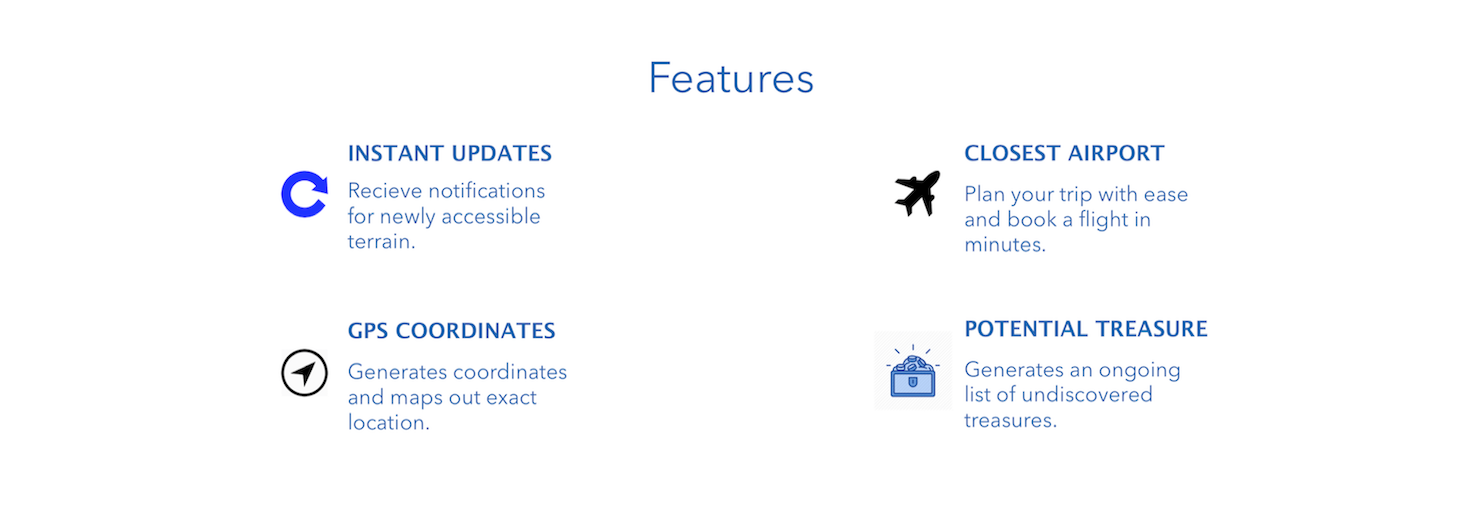 Features
INSTANT UPDATES
Recieve notifications
for newly accessible
terrain.
CLOSEST AIRPORT
Plan your trip with ease
and book a flight in
minutes.
GPS COORDINATES
Generates coordinates
and maps out exact
location.
POTENTIAL TREASURE
Generates an ongoing
list of undiscovered
treasures.